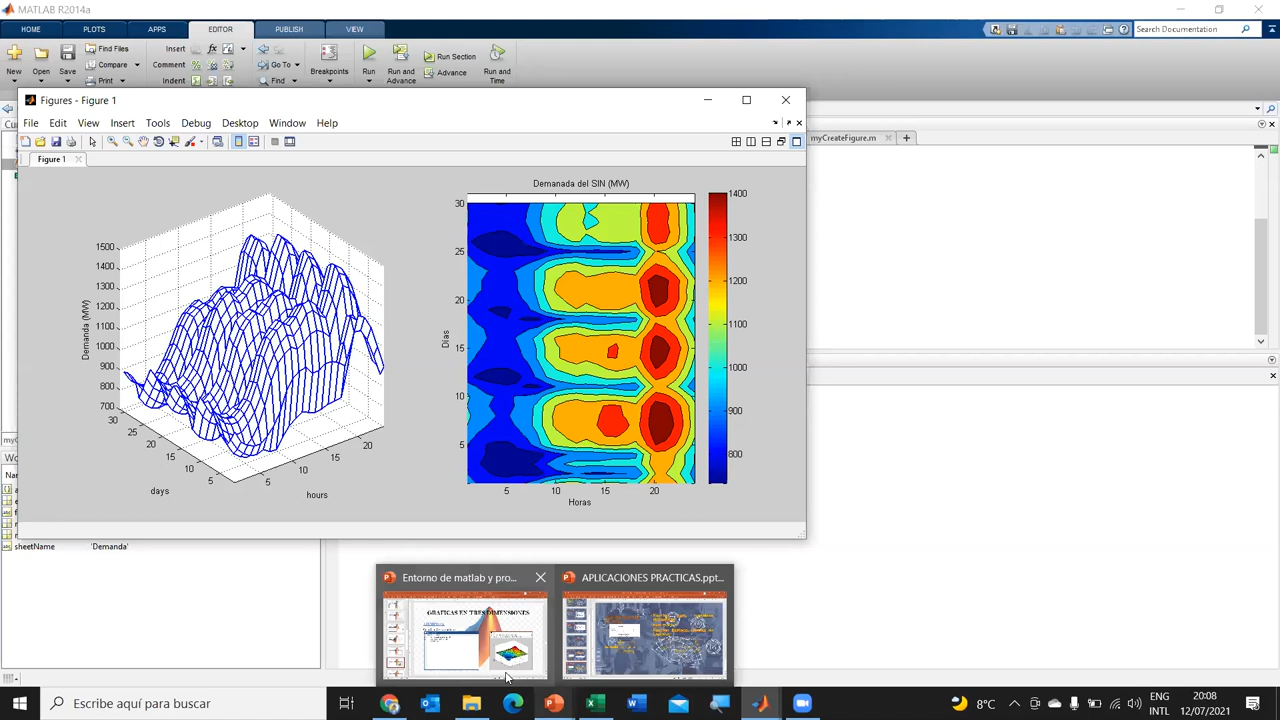 MATLAB R2014a
HOME PLOTS APPS EDITOR PUBLISH VIEW
Search Documentation
Find Files Insert fx
Compare Comment Go To Run Section
New Open Save Print Indent Find Breakpoints Run Run and Advance Advance Run and Time
Figures - Figure 1
File Edit View Insert Tools Debug Desktop Window Help
Figure 1
myCreateFigure.m
Demanda (MW)
1500
1400
1300
1200
1100
1000
900
800
700
30 25 20 15 10 5
days
5 10 15 20
hours
Demanada del SIN (MW)
Dias
30
25
20
15
10
5
5 10 15 20
Horas
1400
1300
1200
1100
1000
900
800
sheetName 'Demanda'
Entorno de matlab y pro...
APLICACIONES PRACTICAS.ppt...
GRAFICAS EN TRES DIMENSIONES
Escribe aquí para buscar
8°C
ENG
INTL
20:08
12/07/2021